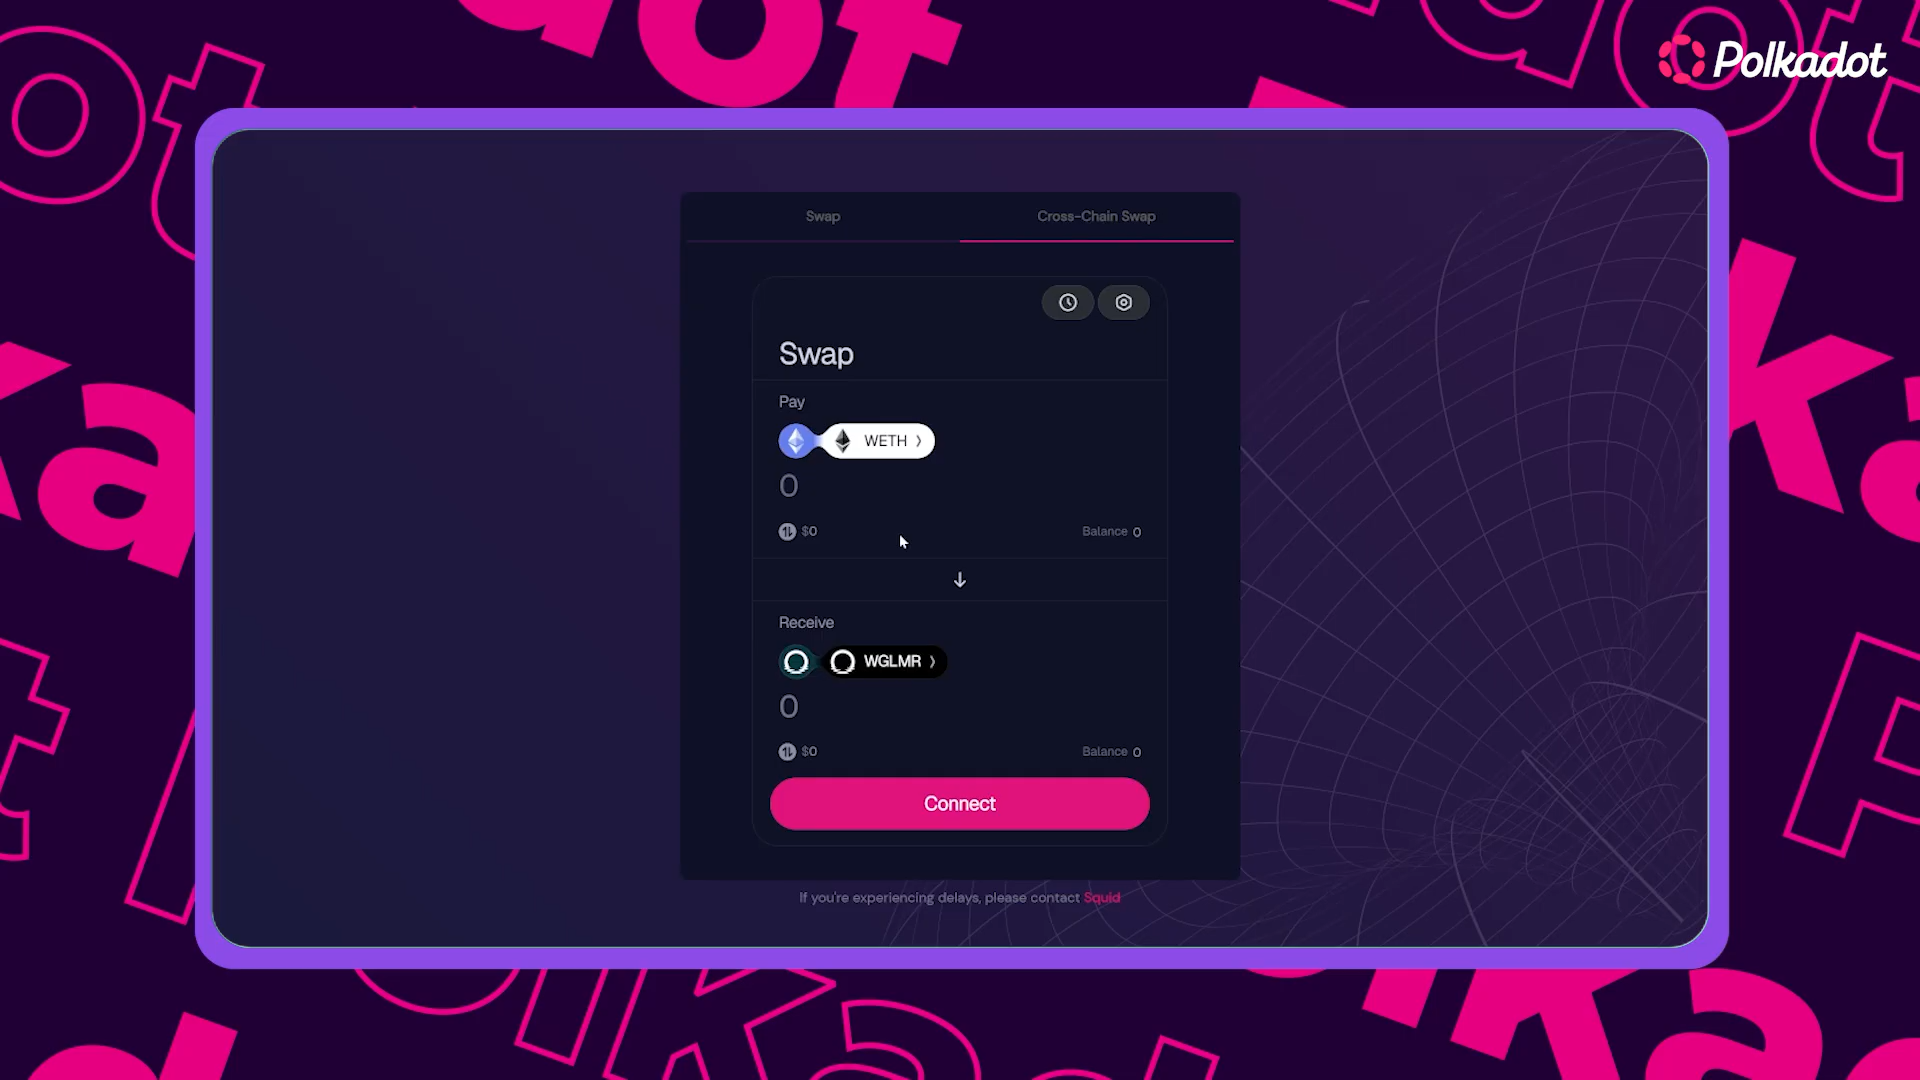 Polkadot
Swap
Cross-Chain Swap
Swap
Pay
WETH
0
$0
Balance 0
Receive
WGLMR
0
$0
Balance 0
Connect
If you're experiencing delays, please contact Squid